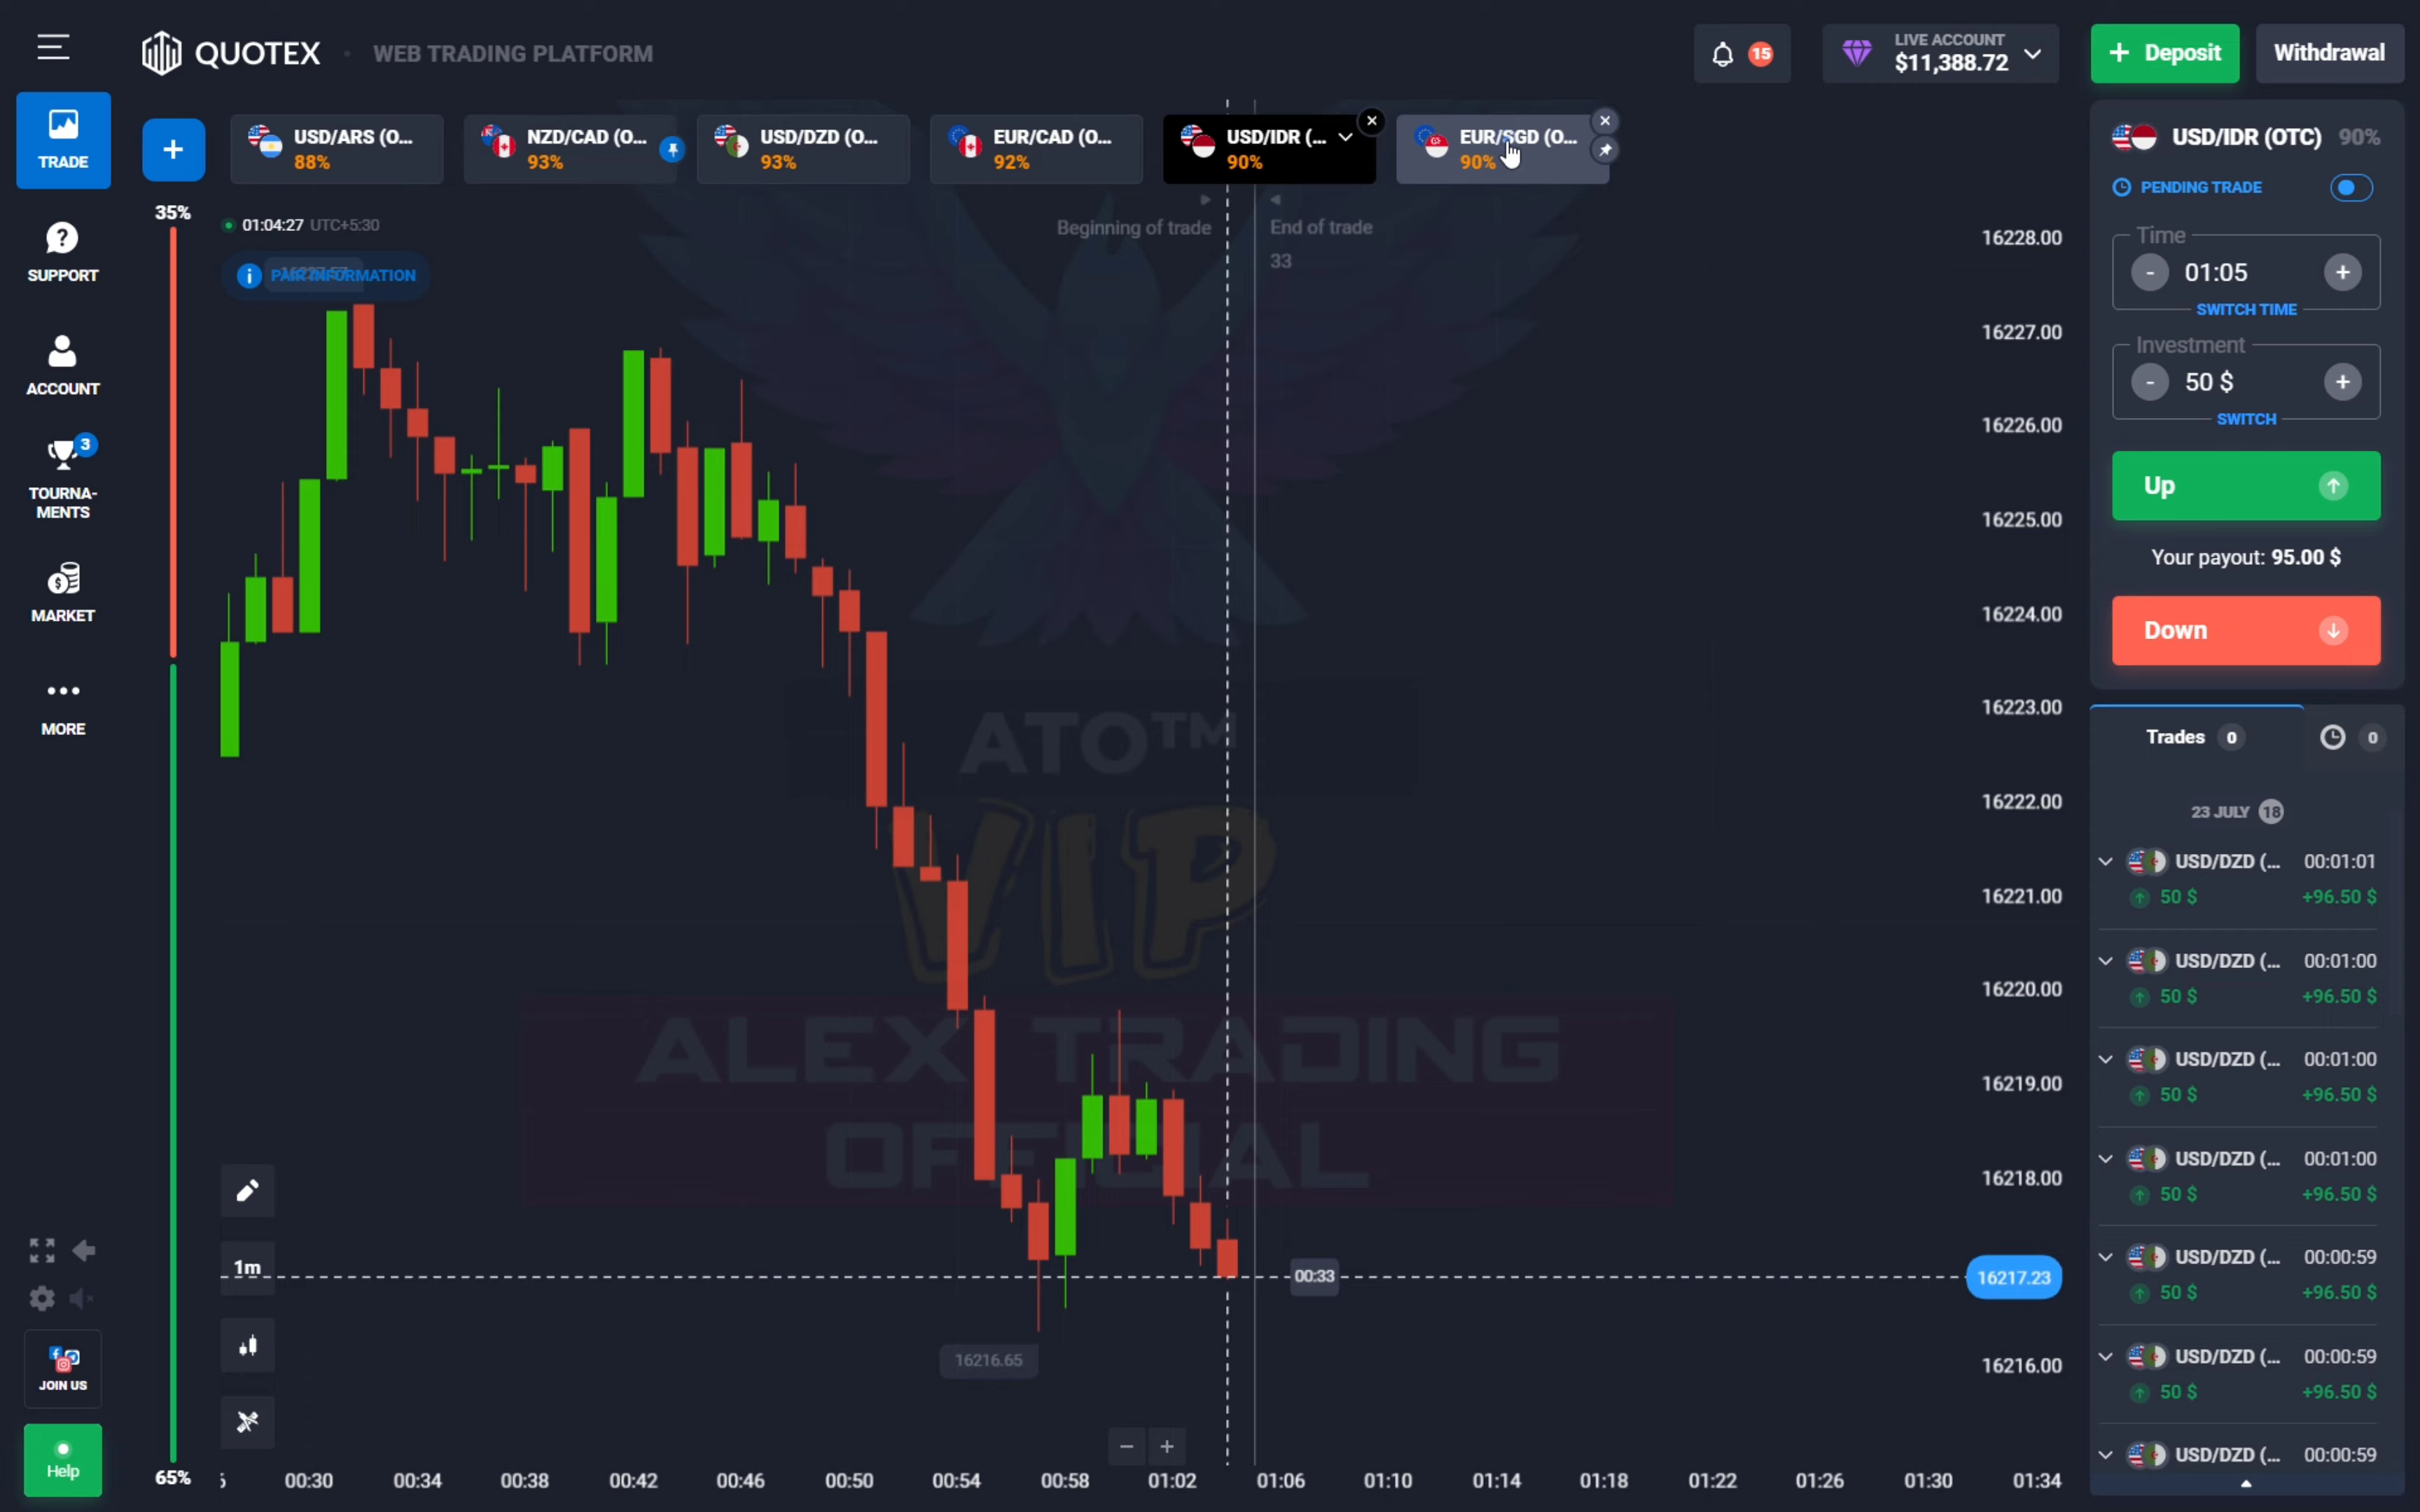 QUOTEX
WEB TRADING PLATFORM
15
LIVE ACCOUNT
$11,388.72
+ Deposit
Withdrawal
TRADE
SUPPORT
ACCOUNT
3
TOURNA-
MENTS
MARKET
MORE
JOIN US
Help
+
USD/ARS (O...
88%
NZD/CAD (O...
93%
USD/DZD (O...
93%
EUR/CAD (O...
92%
USD/IDR (...
90%
EUR/SGD (O...
90%
35%
65%
01:04:27 UTC+5:30
PAIR INFORMATION
Beginning of trade
End of trade
33
ATO™
VIP
ALEX TRADING
OFFICIAL
16228.00
16227.00
16226.00
16225.00
16224.00
16223.00
16222.00
16221.00
16220.00
16219.00
16218.00
16217.23
16216.00
1m
00:33
16216.65
00:30
00:34
00:38
00:42
00:46
00:50
00:54
00:58
01:02
01:06
01:10
01:14
01:18
01:22
01:26
01:30
01:34
USD/IDR (OTC) 90%
PENDING TRADE
Time
- 01:05 +
SWITCH TIME
Investment
- 50 $ +
SWITCH
Up
Your payout: 95.00 $
Down
Trades 0
0
23 JULY 18
USD/DZD (... 00:01:01
50 $ +96.50 $
USD/DZD (... 00:01:00
50 $ +96.50 $
USD/DZD (... 00:01:00
50 $ +96.50 $
USD/DZD (... 00:01:00
50 $ +96.50 $
USD/DZD (... 00:00:59
50 $ +96.50 $
USD/DZD (... 00:00:59
50 $ +96.50 $
USD/DZD (... 00:00:59